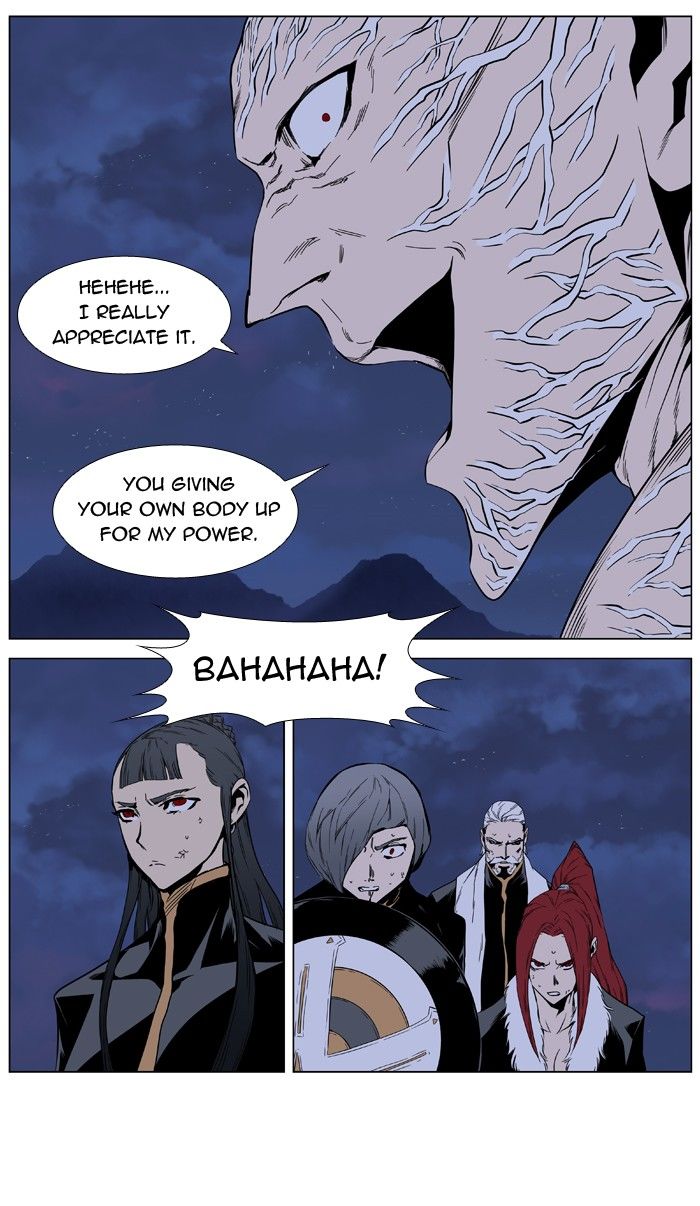 HEHEHE...
I REALLY
APPRECIATE IT.
YOU GIVING
YOUR OWN BODY UP
FOR MY POWER.
BAHAHAHA!